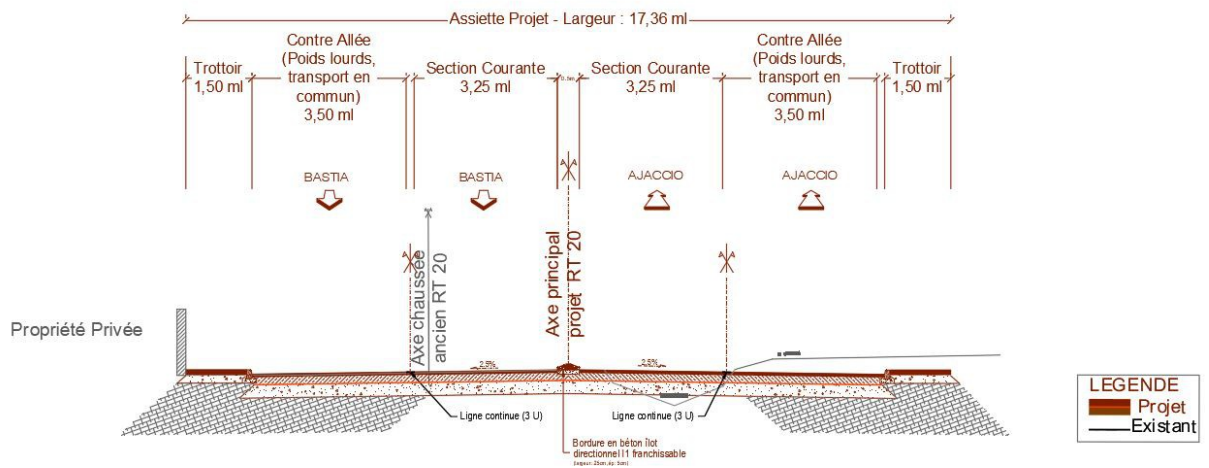 Assiette Projet - Largeur : 17,36 ml
Trottoir
1,50 ml
Contre Allée
(Poids lourds,
transport en
commun)
3,50 ml
Section Courante
3,25 ml
Section Courante
3,25 ml
Contre Allée
(Poids lourds,
transport en
commun)
3,50 ml
Trottoir
1,50 ml
BASTIA
BASTIA
AJACCIO
AJACCIO
Axe chaussée
ancien RT 20
Axe principal
projet RT 20
Propriété Privée
2,5%
2,5%
Ligne continue (3 U)
Ligne continue (3 U)
Bordure en béton îlot
directionnel I1 franchissable
LEGENDE
Projet
Existant